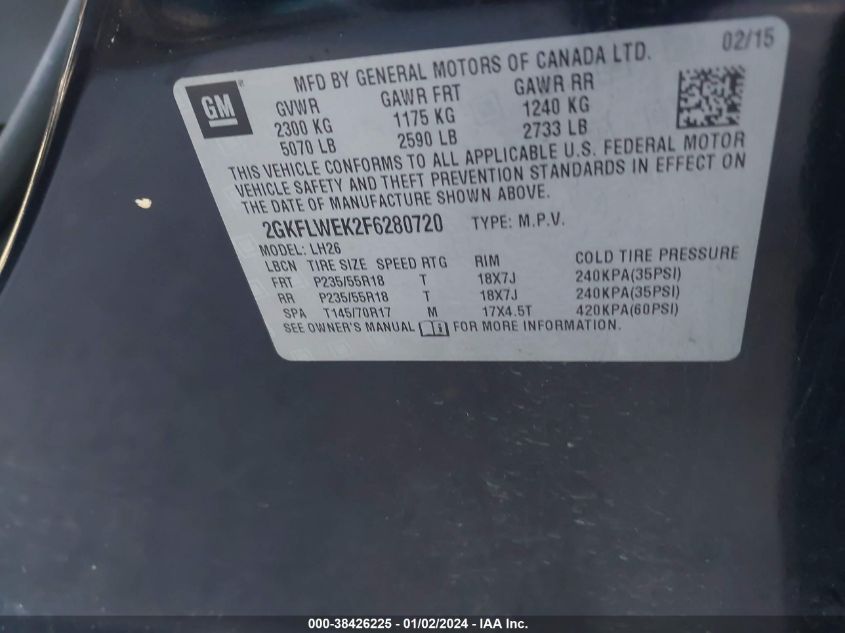 MFD BY GENERAL MOTORS OF CANADA LTD. 02/15
GM
GVWR GAWR FRT GAWR RR
2300 KG 1175 KG 1240 KG
5070 LB 2590 LB 2733 LB
THIS VEHICLE CONFORMS TO ALL APPLICABLE U.S. FEDERAL MOTOR
VEHICLE SAFETY AND THEFT PREVENTION STANDARDS IN EFFECT ON
THE DATE OF MANUFACTURE SHOWN ABOVE.
2GKFLWEK2F6280720 TYPE: M.P.V.
MODEL: LH26
LBCN TIRE SIZE SPEED RTG RIM COLD TIRE PRESSURE
FRT P235/55R18 T 18X7J 240KPA(35PSI)
RR P235/55R18 T 18X7J 240KPA(35PSI)
SPA T145/70R17 M 17X4.5T 420KPA(60PSI)
SEE OWNER'S MANUAL FOR MORE INFORMATION.
000-38426225 - 01/02/2024 - IAA Inc.